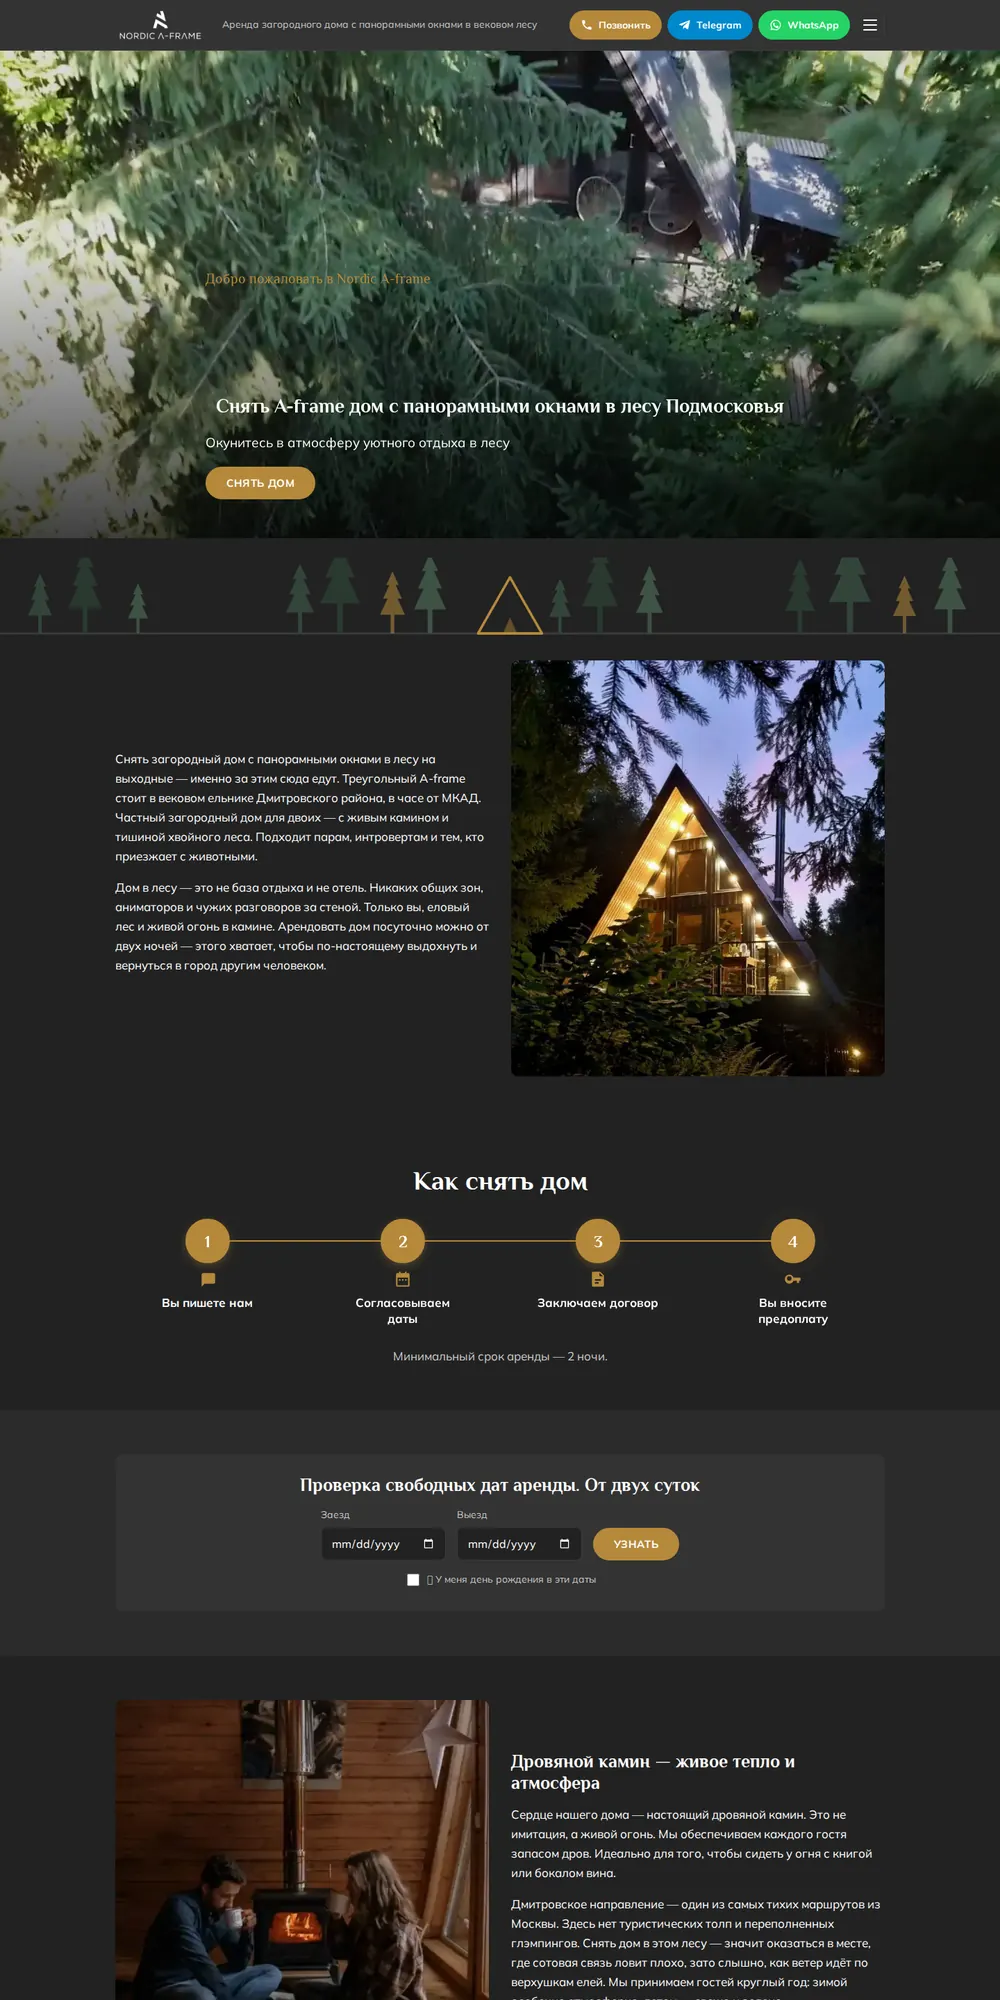 NORDIC A-FRAME
Аренда загородного дома с панорамными окнами в вековом лесу
Позвонить
Telegram
WhatsApp
Добро пожаловать в Nordic A-frame
Снять A-frame дом с панорамными окнами в лесу Подмосковья
Окунитесь в атмосферу уютного отдыха в лесу
СНЯТЬ ДОМ
Снять загородный дом с панорамными окнами в лесу на
выходные — именно за этим сюда едут. Треугольный A-frame
стоит в вековом ельнике Дмитровского района, в часе от МКАД.
Частный загородный дом для двоих — с живым камином и
тишиной хвойного леса. Подходит парам, интровертам и тем, кто
приезжает с животными.
Дом в лесу — это не база отдыха и не отель. Никаких общих зон,
аниматоров и чужих разговоров за стеной. Только вы, еловый
лес и живой огонь в камине. Арендовать дом посуточно можно от
двух ночей — этого хватает, чтобы по-настоящему выдохнуть и
вернуться в город другим человеком.
Как снять дом
1
2
3
4
Вы пишете нам
Согласовываем
даты
Заключаем договор
Вы вносите
предоплату
Минимальный срок аренды — 2 ночи.
Проверка свободных дат аренды. От двух суток
Заезд
Выезд
mm/dd/yyyy
mm/dd/yyyy
УЗНАТЬ
У меня день рождения в эти даты
Дровяной камин — живое тепло и
атмосфера
Сердце нашего дома — настоящий дровяной камин. Это не
имитация, а живой огонь. Мы обеспечиваем каждого гостя
запасом дров. Идеально для того, чтобы сидеть у огня с книгой
или бокалом вина.
Дмитровское направление — один из самых тихих маршрутов из
Москвы. Здесь нет туристических толп и переполненных
глэмпингов. Снять дом в этом лесу — значит оказаться в месте,
где сотовая связь ловит плохо, зато слышно, как ветер идёт по
верхушкам елей. Мы принимаем гостей круглый год: зимой